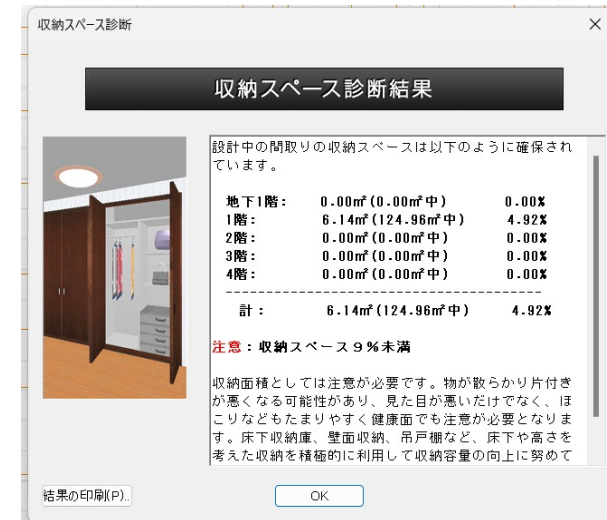 収納スペース診断
収納スペース診断結果
設計中の間取りの収納スペースは以下のように確保され
ています。
地下1階： 0.00㎡(0.00㎡中) 0.00%
1階： 6.14㎡(124.96㎡中) 4.92%
2階： 0.00㎡(0.00㎡中) 0.00%
3階： 0.00㎡(0.00㎡中) 0.00%
4階： 0.00㎡(0.00㎡中) 0.00%
--------------------------------------
計： 6.14㎡(124.96㎡中) 4.92%
注意：収納スペース９％未満
収納面積としては注意が必要です。物が散らかり片付き
が悪くなる可能性があり、見た目が悪いだけでなく、ほ
こりなどもたまりやすく健康面でも注意が必要となりま
す。床下収納庫、壁面収納、吊戸棚など、床下や高さを
考えた収納を積極的に利用して収納容量の向上に努めて
結果の印刷(P)..
OK